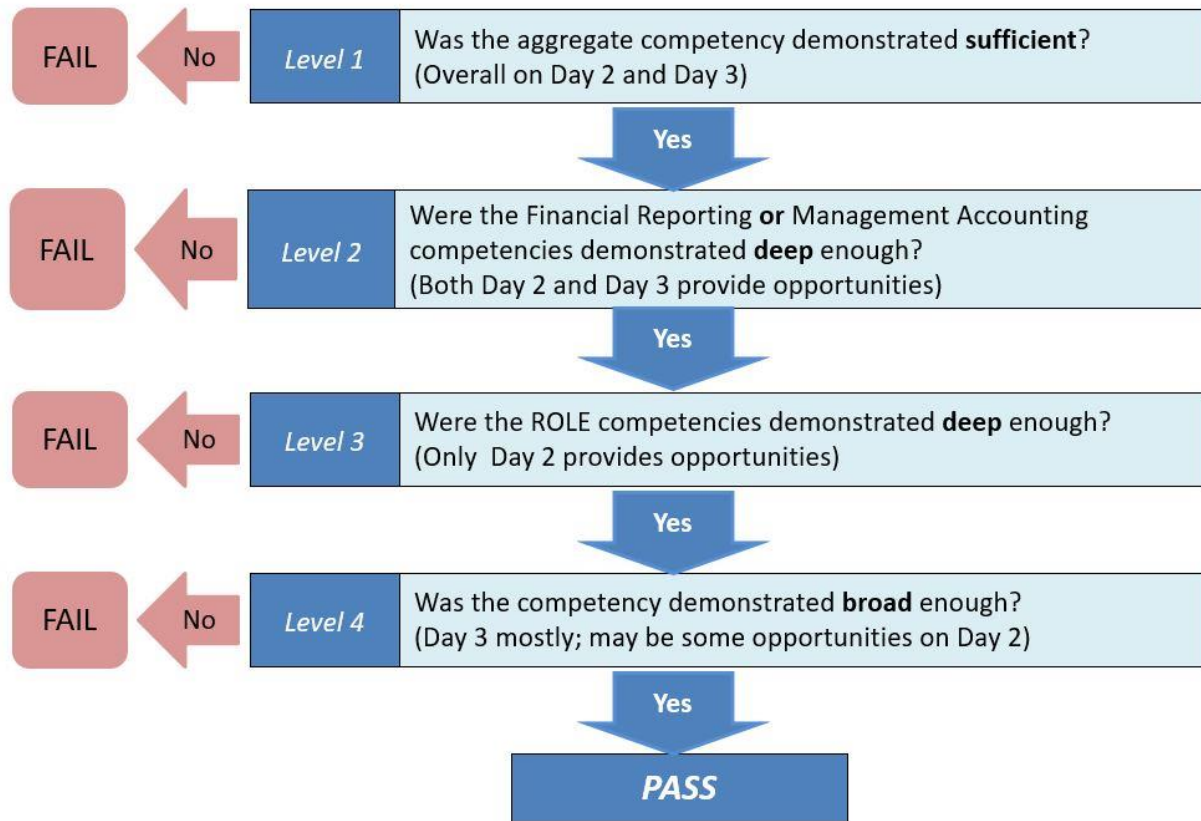 FAIL
No
Level 1
Was the aggregate competency demonstrated sufficient?
(Overall on Day 2 and Day 3)
Yes
FAIL
No
Level 2
Were the Financial Reporting or Management Accounting
competencies demonstrated deep enough?
(Both Day 2 and Day 3 provide opportunities)
Yes
FAIL
No
Level 3
Were the ROLE competencies demonstrated deep enough?
(Only Day 2 provides opportunities)
Yes
FAIL
No
Level 4
Was the competency demonstrated broad enough?
(Day 3 mostly; may be some opportunities on Day 2)
Yes
PASS